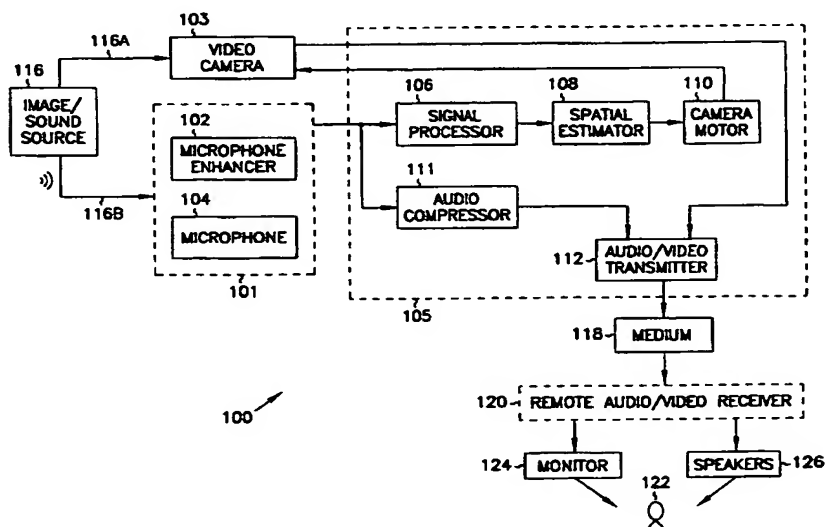 116A
103
VIDEO
CAMERA
116
IMAGE/
SOUND
SOURCE
106
SIGNAL
PROCESSOR
108
SPATIAL
ESTIMATOR
110
CAMERA
MOTOR
102
MICROPHONE
ENHANCER
111
AUDIO
COMPRESSOR
116B
104
MICROPHONE
101
112
AUDIO/VIDEO
TRANSMITTER
105
118
MEDIUM
100
120
REMOTE AUDIO/VIDEO RECEIVER
124
MONITOR
SPEAKERS
126
122